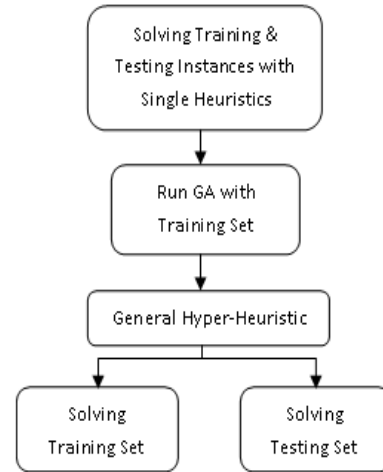 Solving Training &
Testing Instances with
Single Heuristics
Run GA with
Training Set
General Hyper-Heuristic
Solving
Training Set
Solving
Testing Set